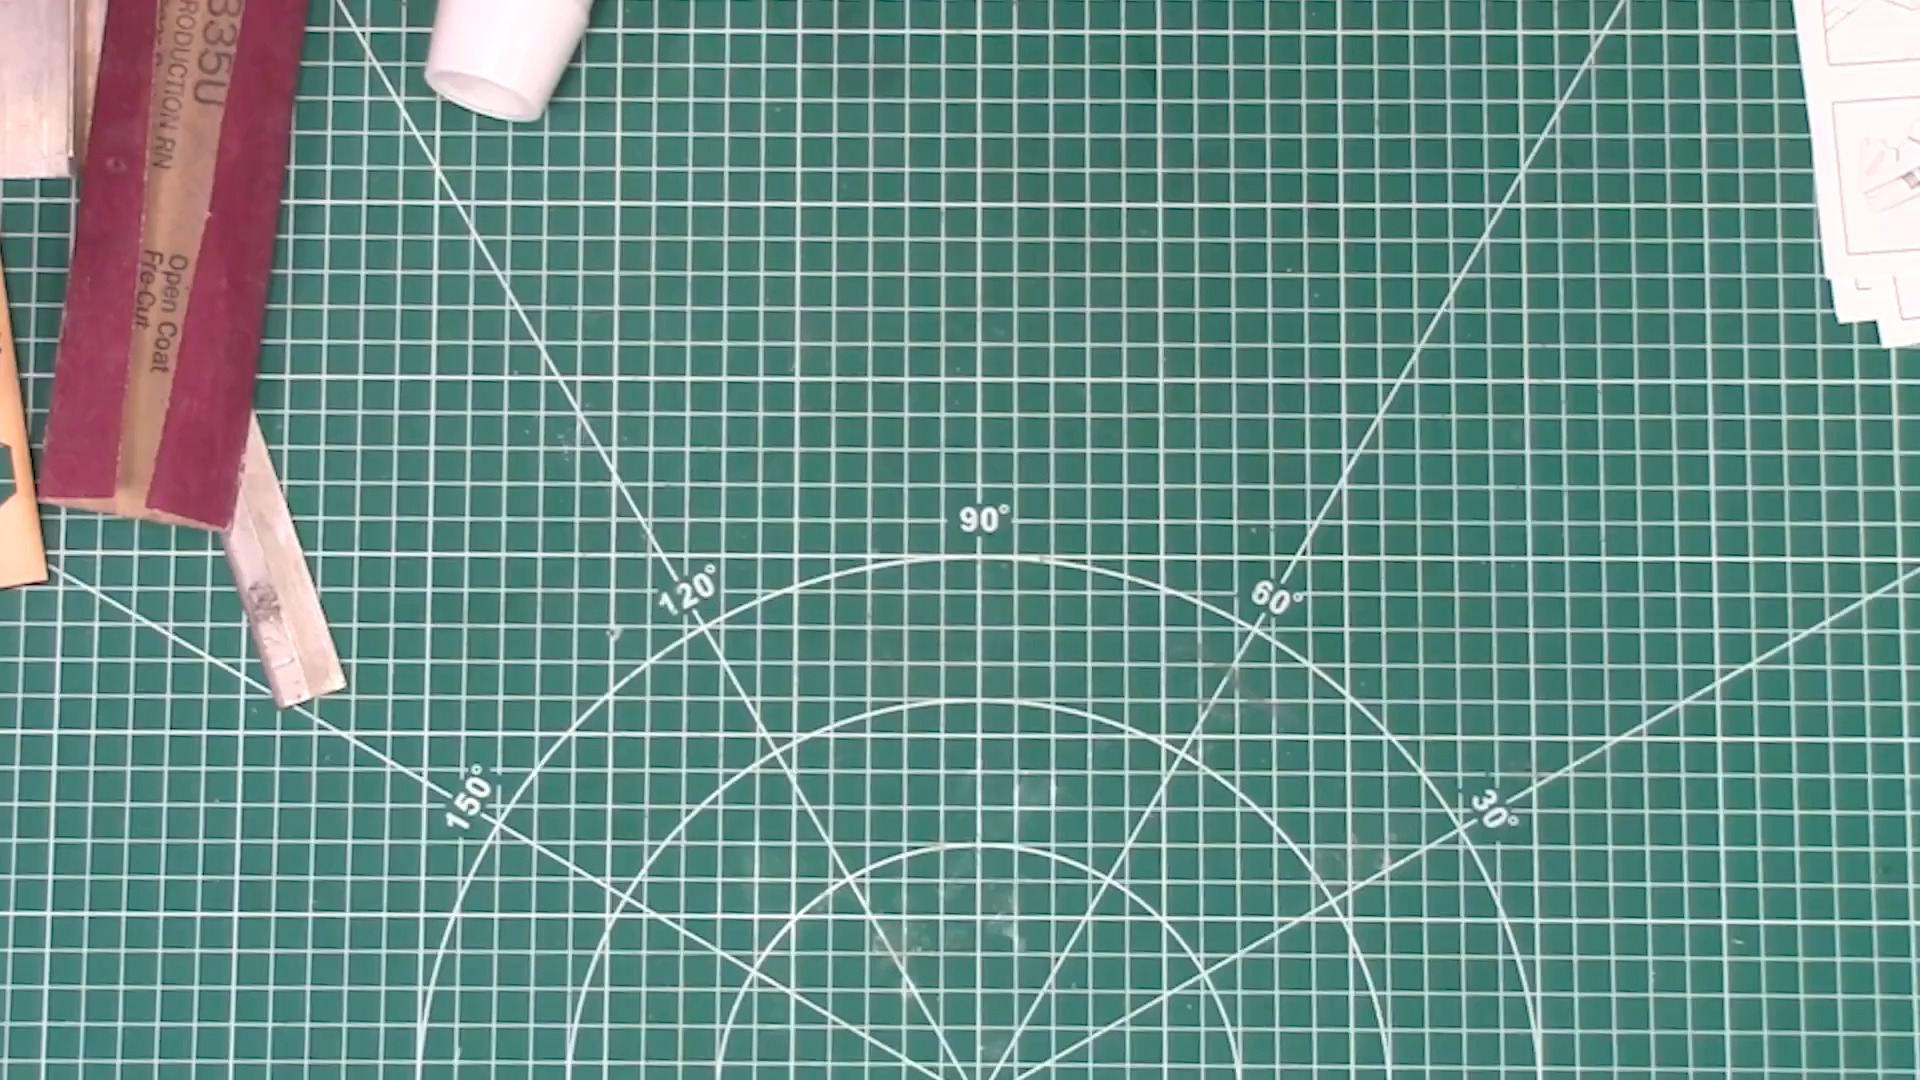 335U
PRODUCTION RN
Open Coat
Fre-Cut
90°
120°
60°
150°
30°